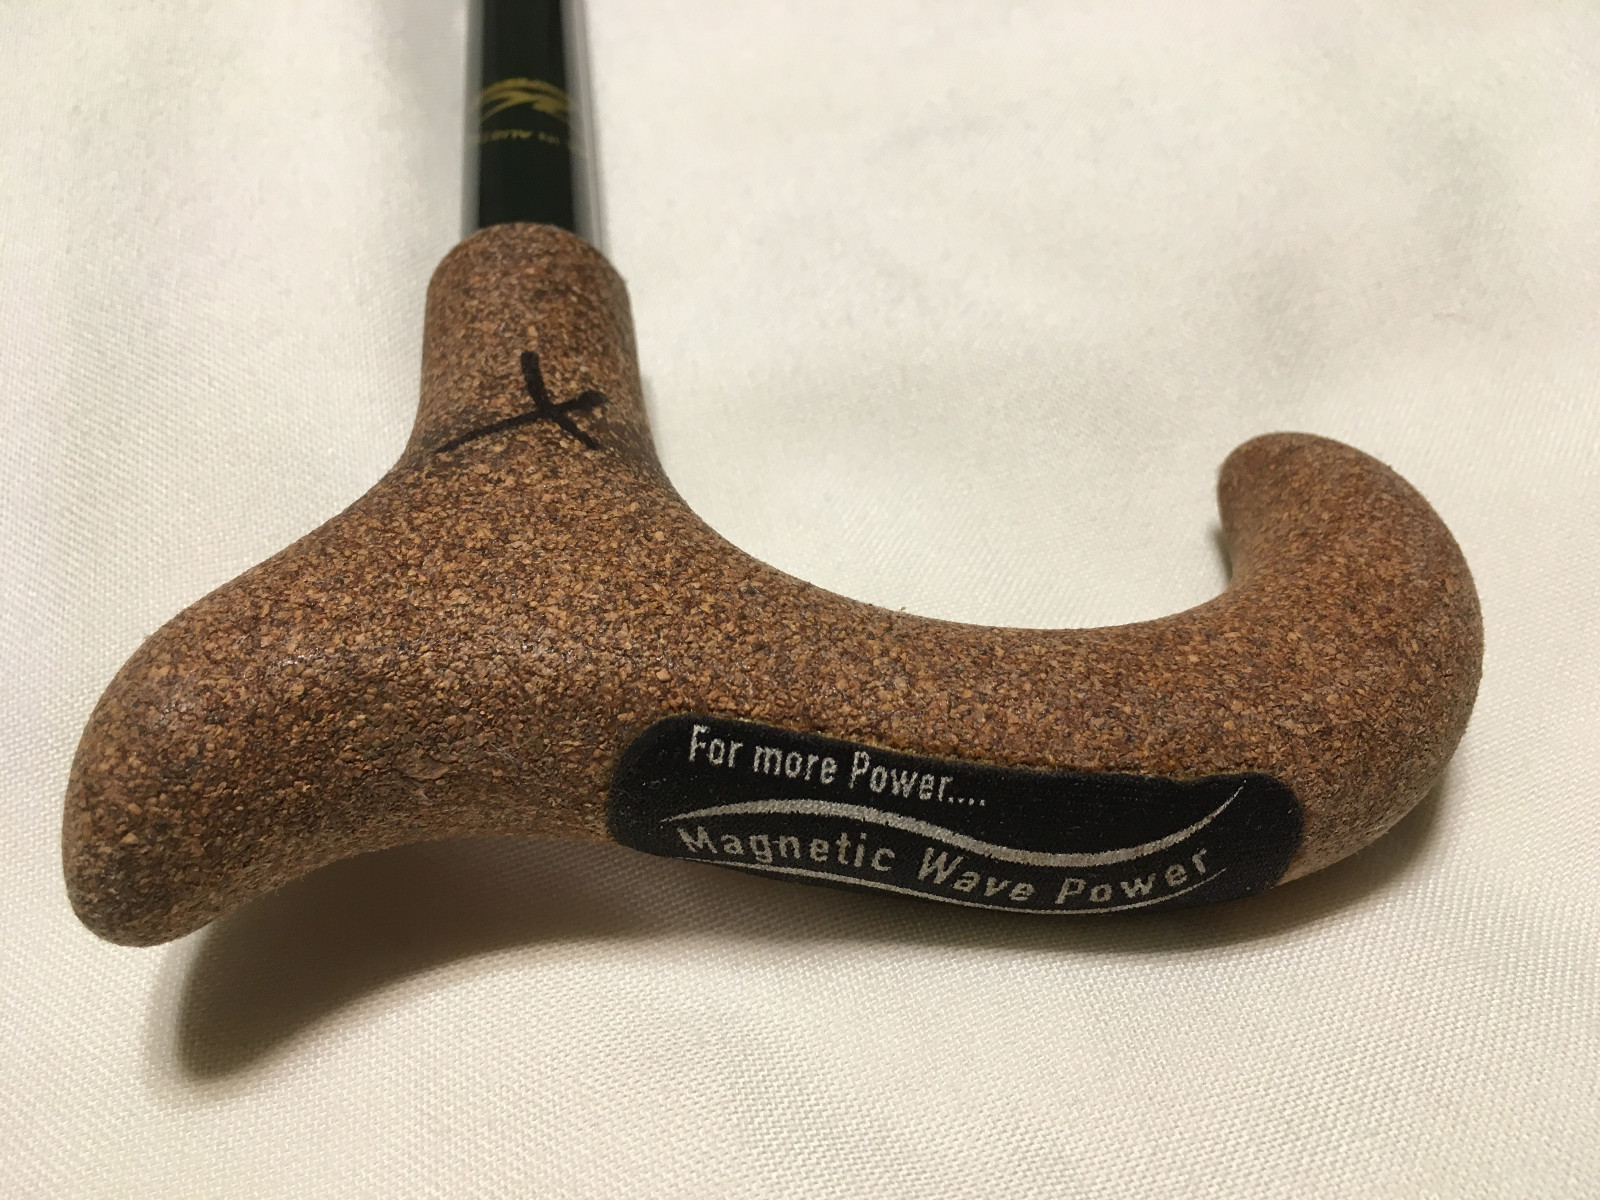 For more Power....
Magnetic Wave Power